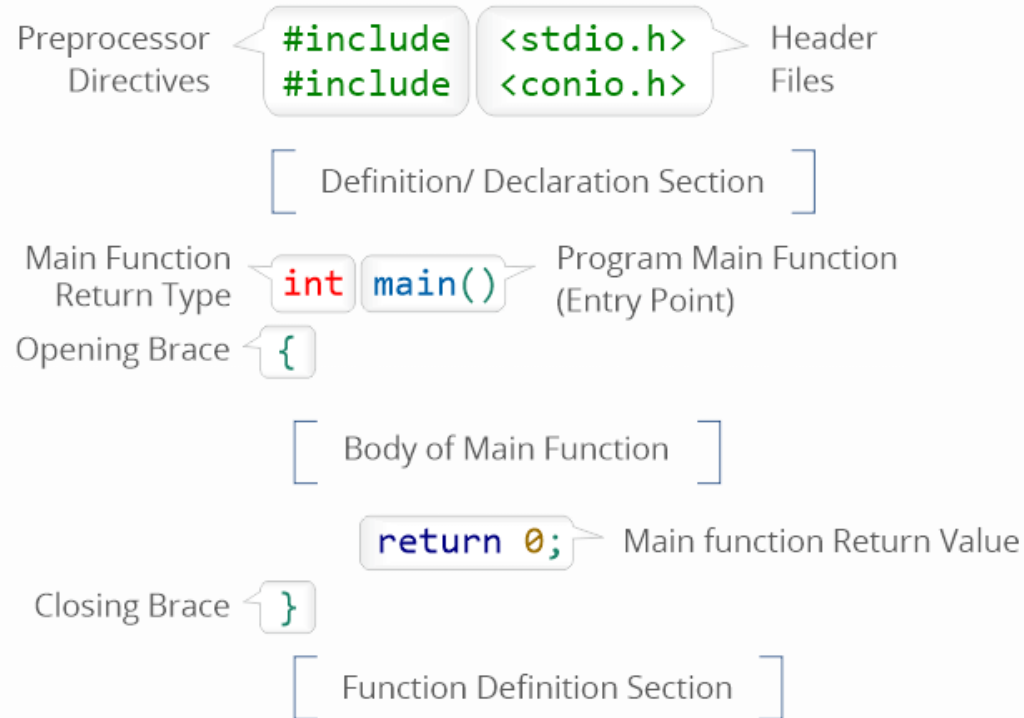 Preprocessor Directives
#include <stdio.h>
#include <conio.h>
Header Files
Definition/ Declaration Section
Main Function Return Type
int main()
Program Main Function (Entry Point)
Opening Brace
{
Body of Main Function
return 0;
Main function Return Value
Closing Brace
}
Function Definition Section